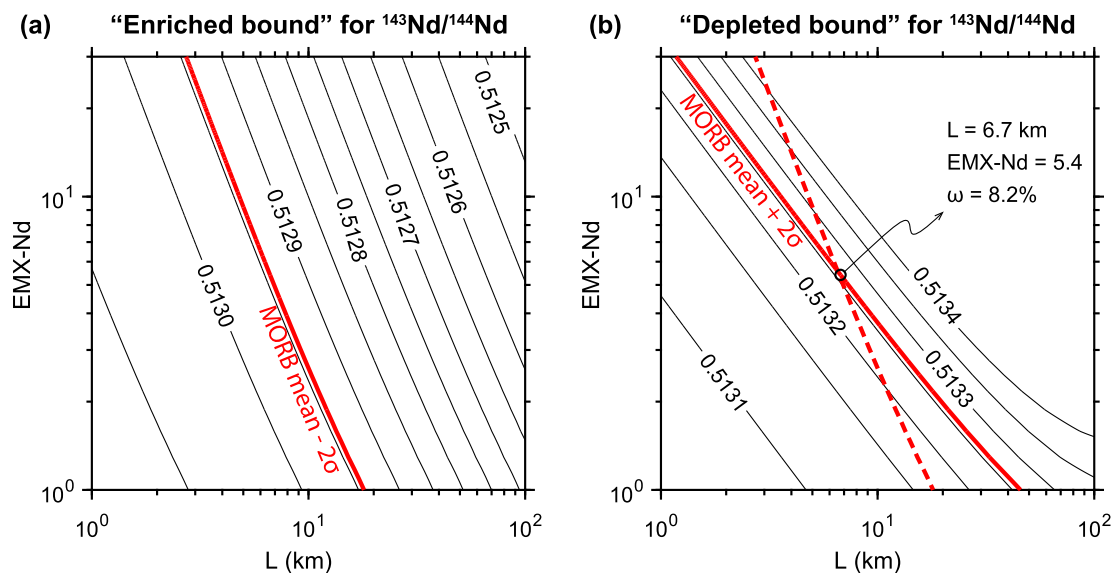 (a) "Enriched bound" for ¹⁴³Nd/¹⁴⁴Nd
EMX-Nd
10¹
10⁰
0.5130
0.5129
0.5128
0.5127
0.5126
0.5125
MORB mean - 2σ
10⁰ 10¹ 10²
L (km)
(b) "Depleted bound" for ¹⁴³Nd/¹⁴⁴Nd
EMX-Nd
10¹
10⁰
MORB mean + 2σ
L = 6.7 km
EMX-Nd = 5.4
ω = 8.2%
0.5131
0.5132
0.5133
0.5134
10⁰ 10¹ 10²
L (km)